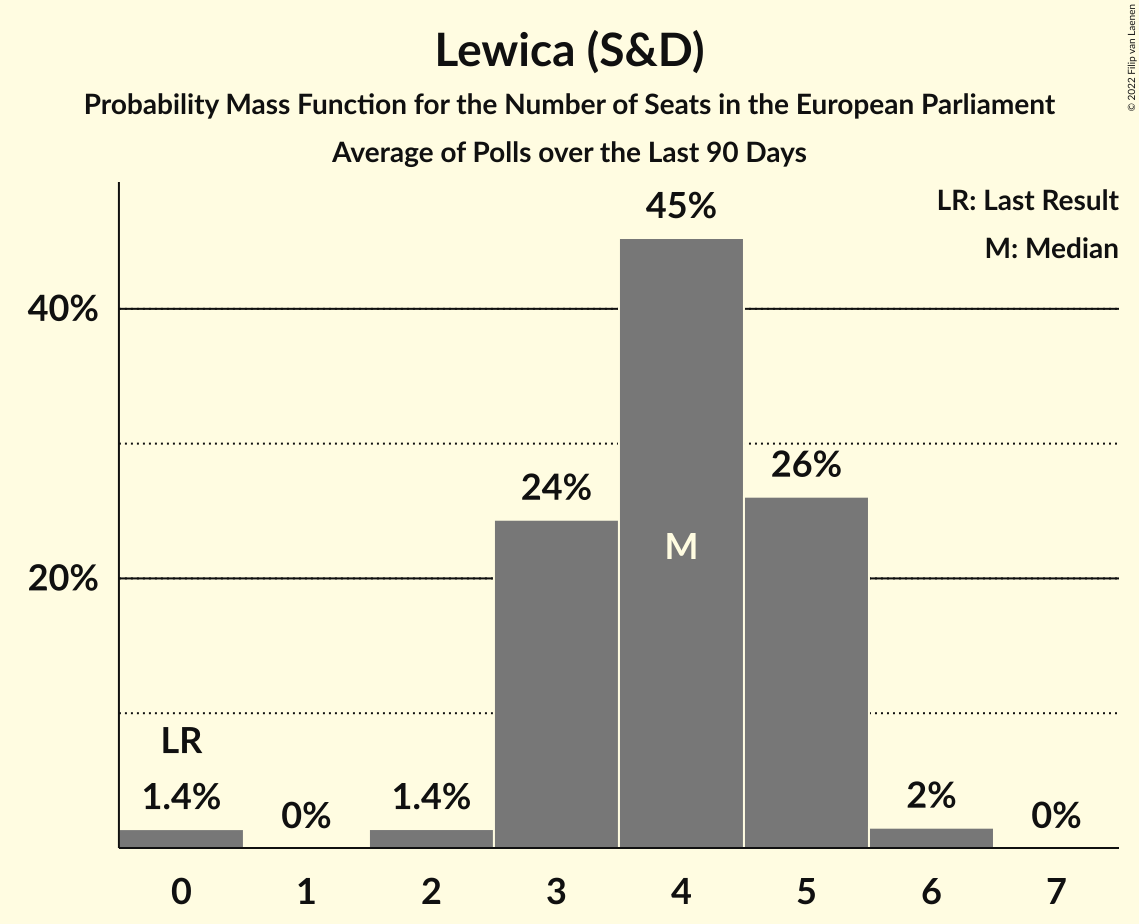 Lewica (S&D)
Probability Mass Function for the Number of Seats in the European Parliament
Average of Polls over the Last 90 Days
© 2022 Filip van Laenen
LR: Last Result
M: Median
45%
40%
26%
24%
M
20%
LR
1.4%
0%
1.4%
2%
0%
0 1 2 3 4 5 6 7